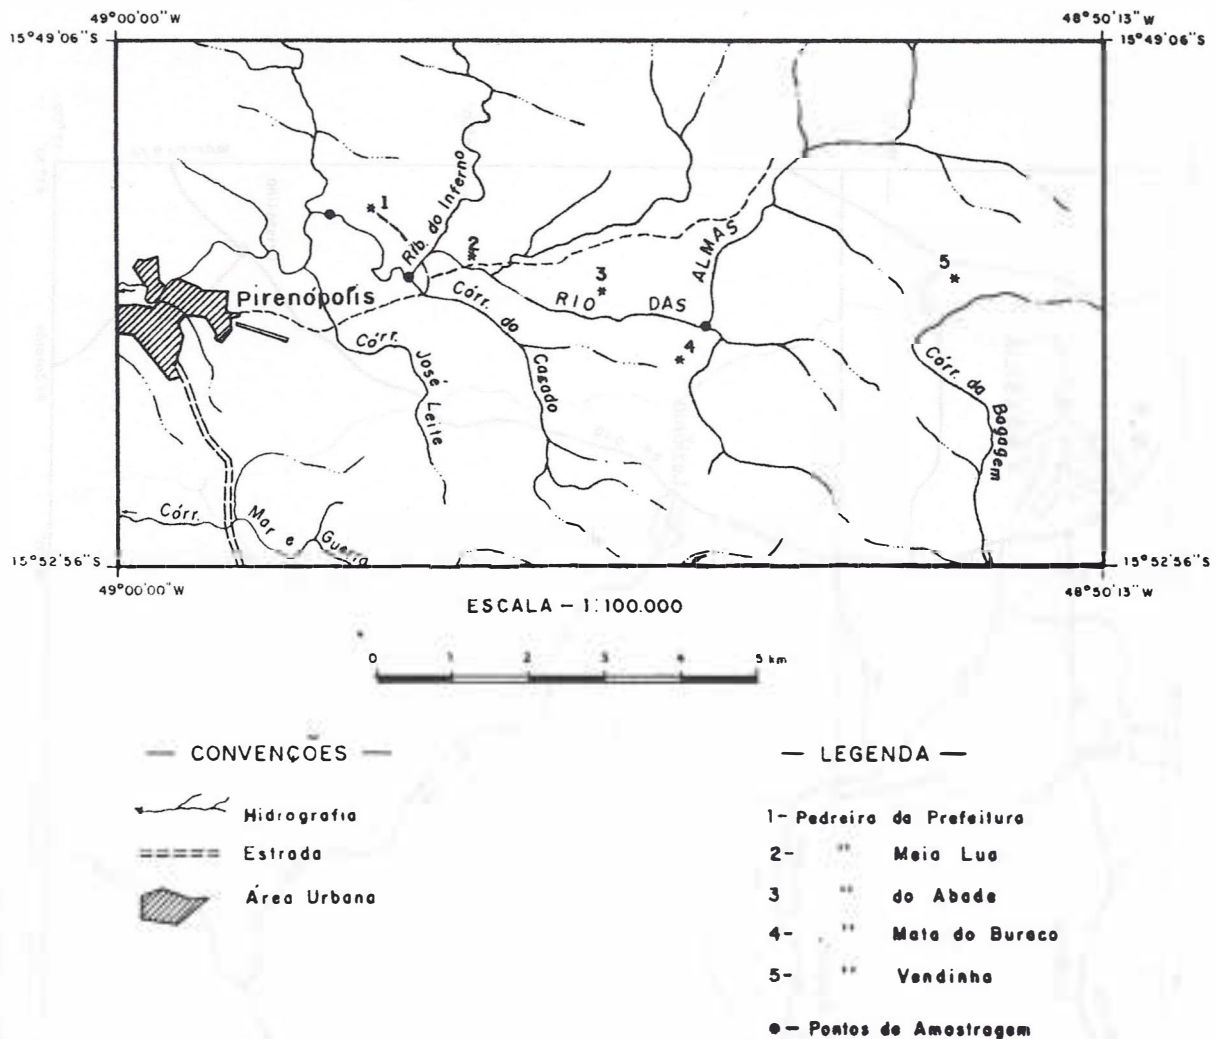 49°00'00"W
48°50'13"W
15°49'06"S
15°49'06"S
Rib. do Inferno
1
2
3
4
5
Pirenópolis
RIO DAS ALMAS
Córr. do Cagado
Córr. José Leite
Córr. da Bagagem
Córr. Mar e Guerra
15°52'56"S
15°52'56"S
49°00'00"W
48°50'13"W
ESCALA – 1:100.000
0 1 2 3 4 5 km
— CONVENÇÕES —
Hidrografia
Estrada
Área Urbana
— LEGENDA —
1- Pedreira da Prefeitura
2- " Meia Lua
3 " do Abade
4- " Mata do Buraco
5- " Vendinha
●– Pontos de Amostragem